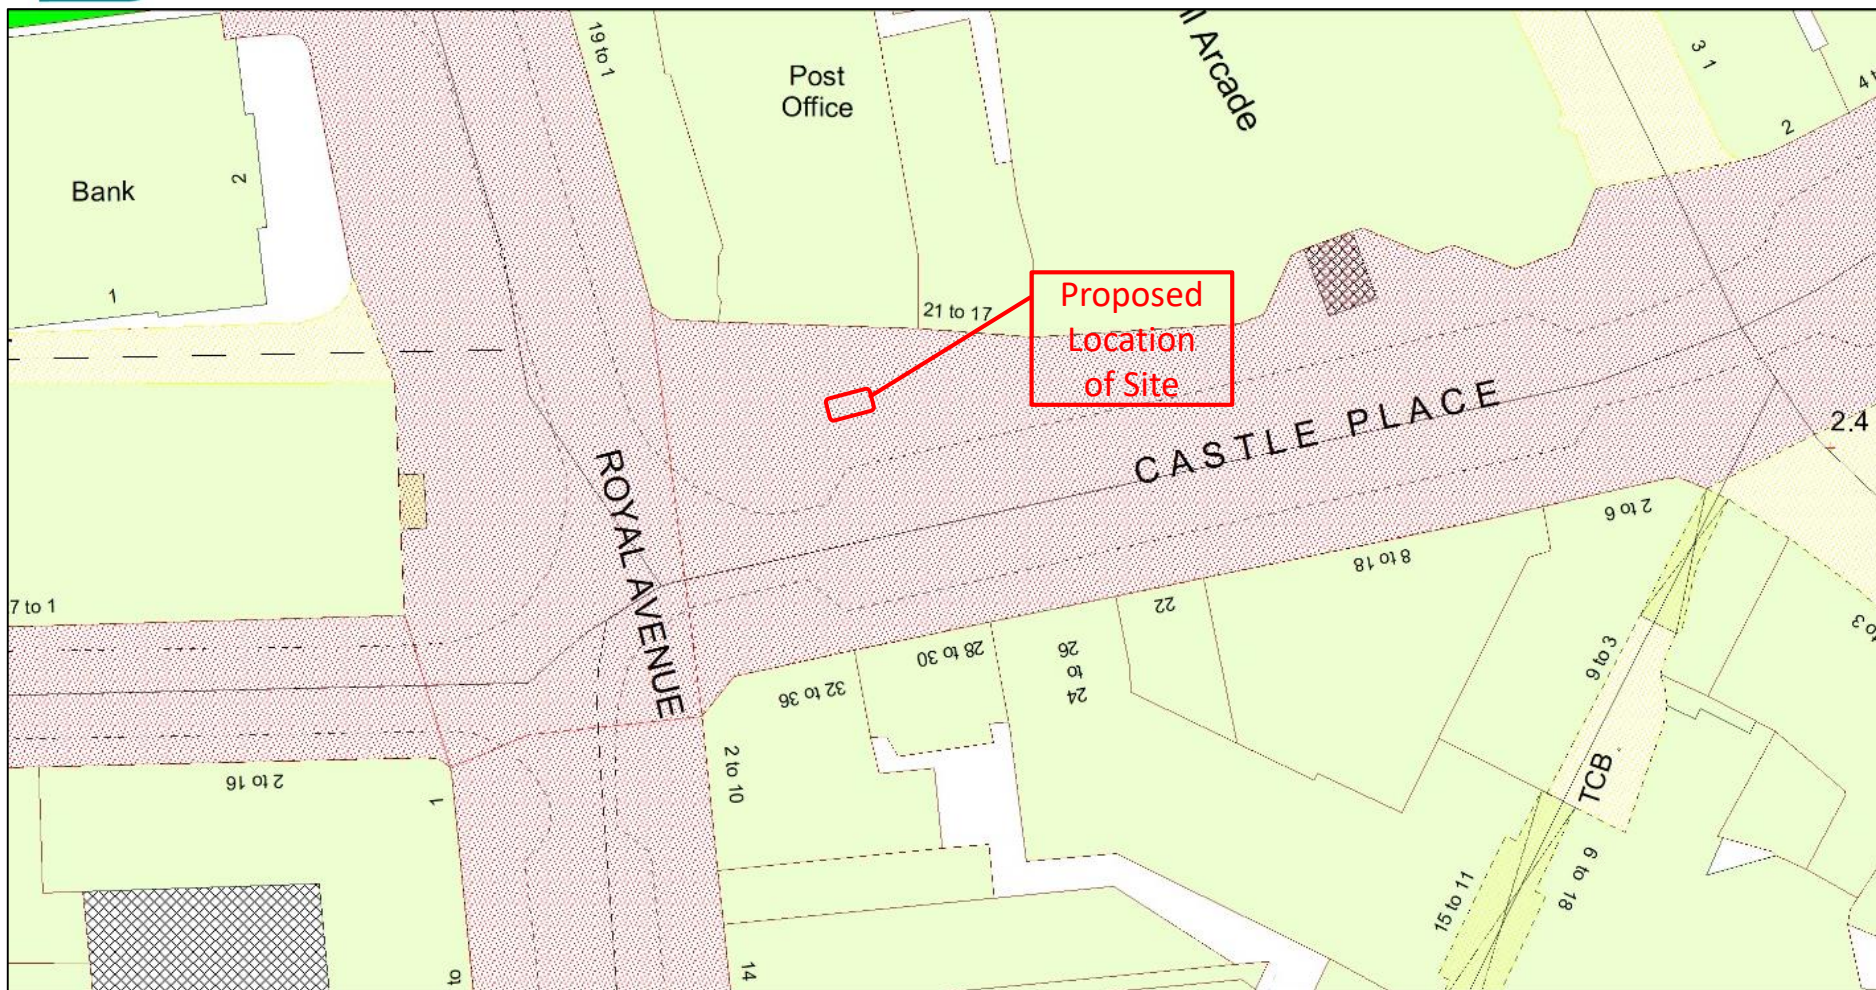 19 to 1
Post
Office
Arcade
3 1
2
Bank
2
1
21 to 17
Proposed
Location
of Site
CASTLE PLACE
2.4
ROYAL AVENUE
2 to 6
8 to 18
22
7 to 1
28 to 30
26
to
24
32 to 36
9 to 3
2 to 16
1
2 to 10
TCB
6 to 18
15 to 11
14